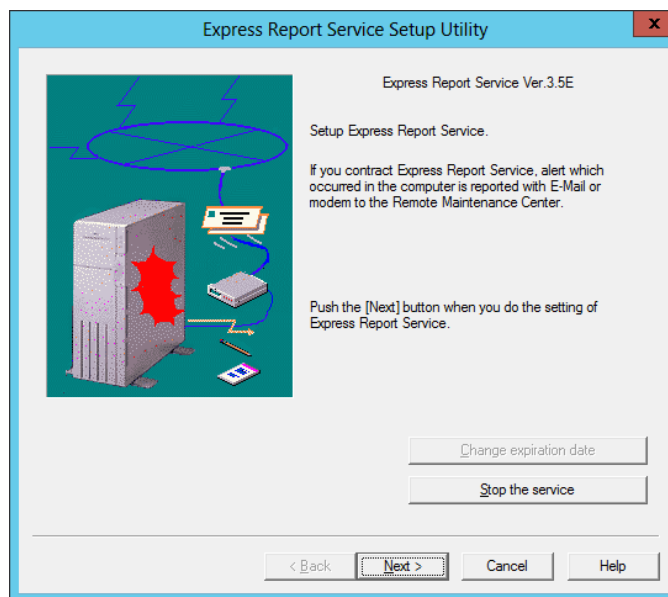 Express Report Service Setup Utility
x
Express Report Service Ver.3.5E
Setup Express Report Service.
If you contract Express Report Service, alert which
occurred in the computer is reported with E-Mail or
modem to the Remote Maintenance Center.
Push the [Next] button when you do the setting of
Express Report Service.
Change expiration date
Stop the service
< Back
Next >
Cancel
Help